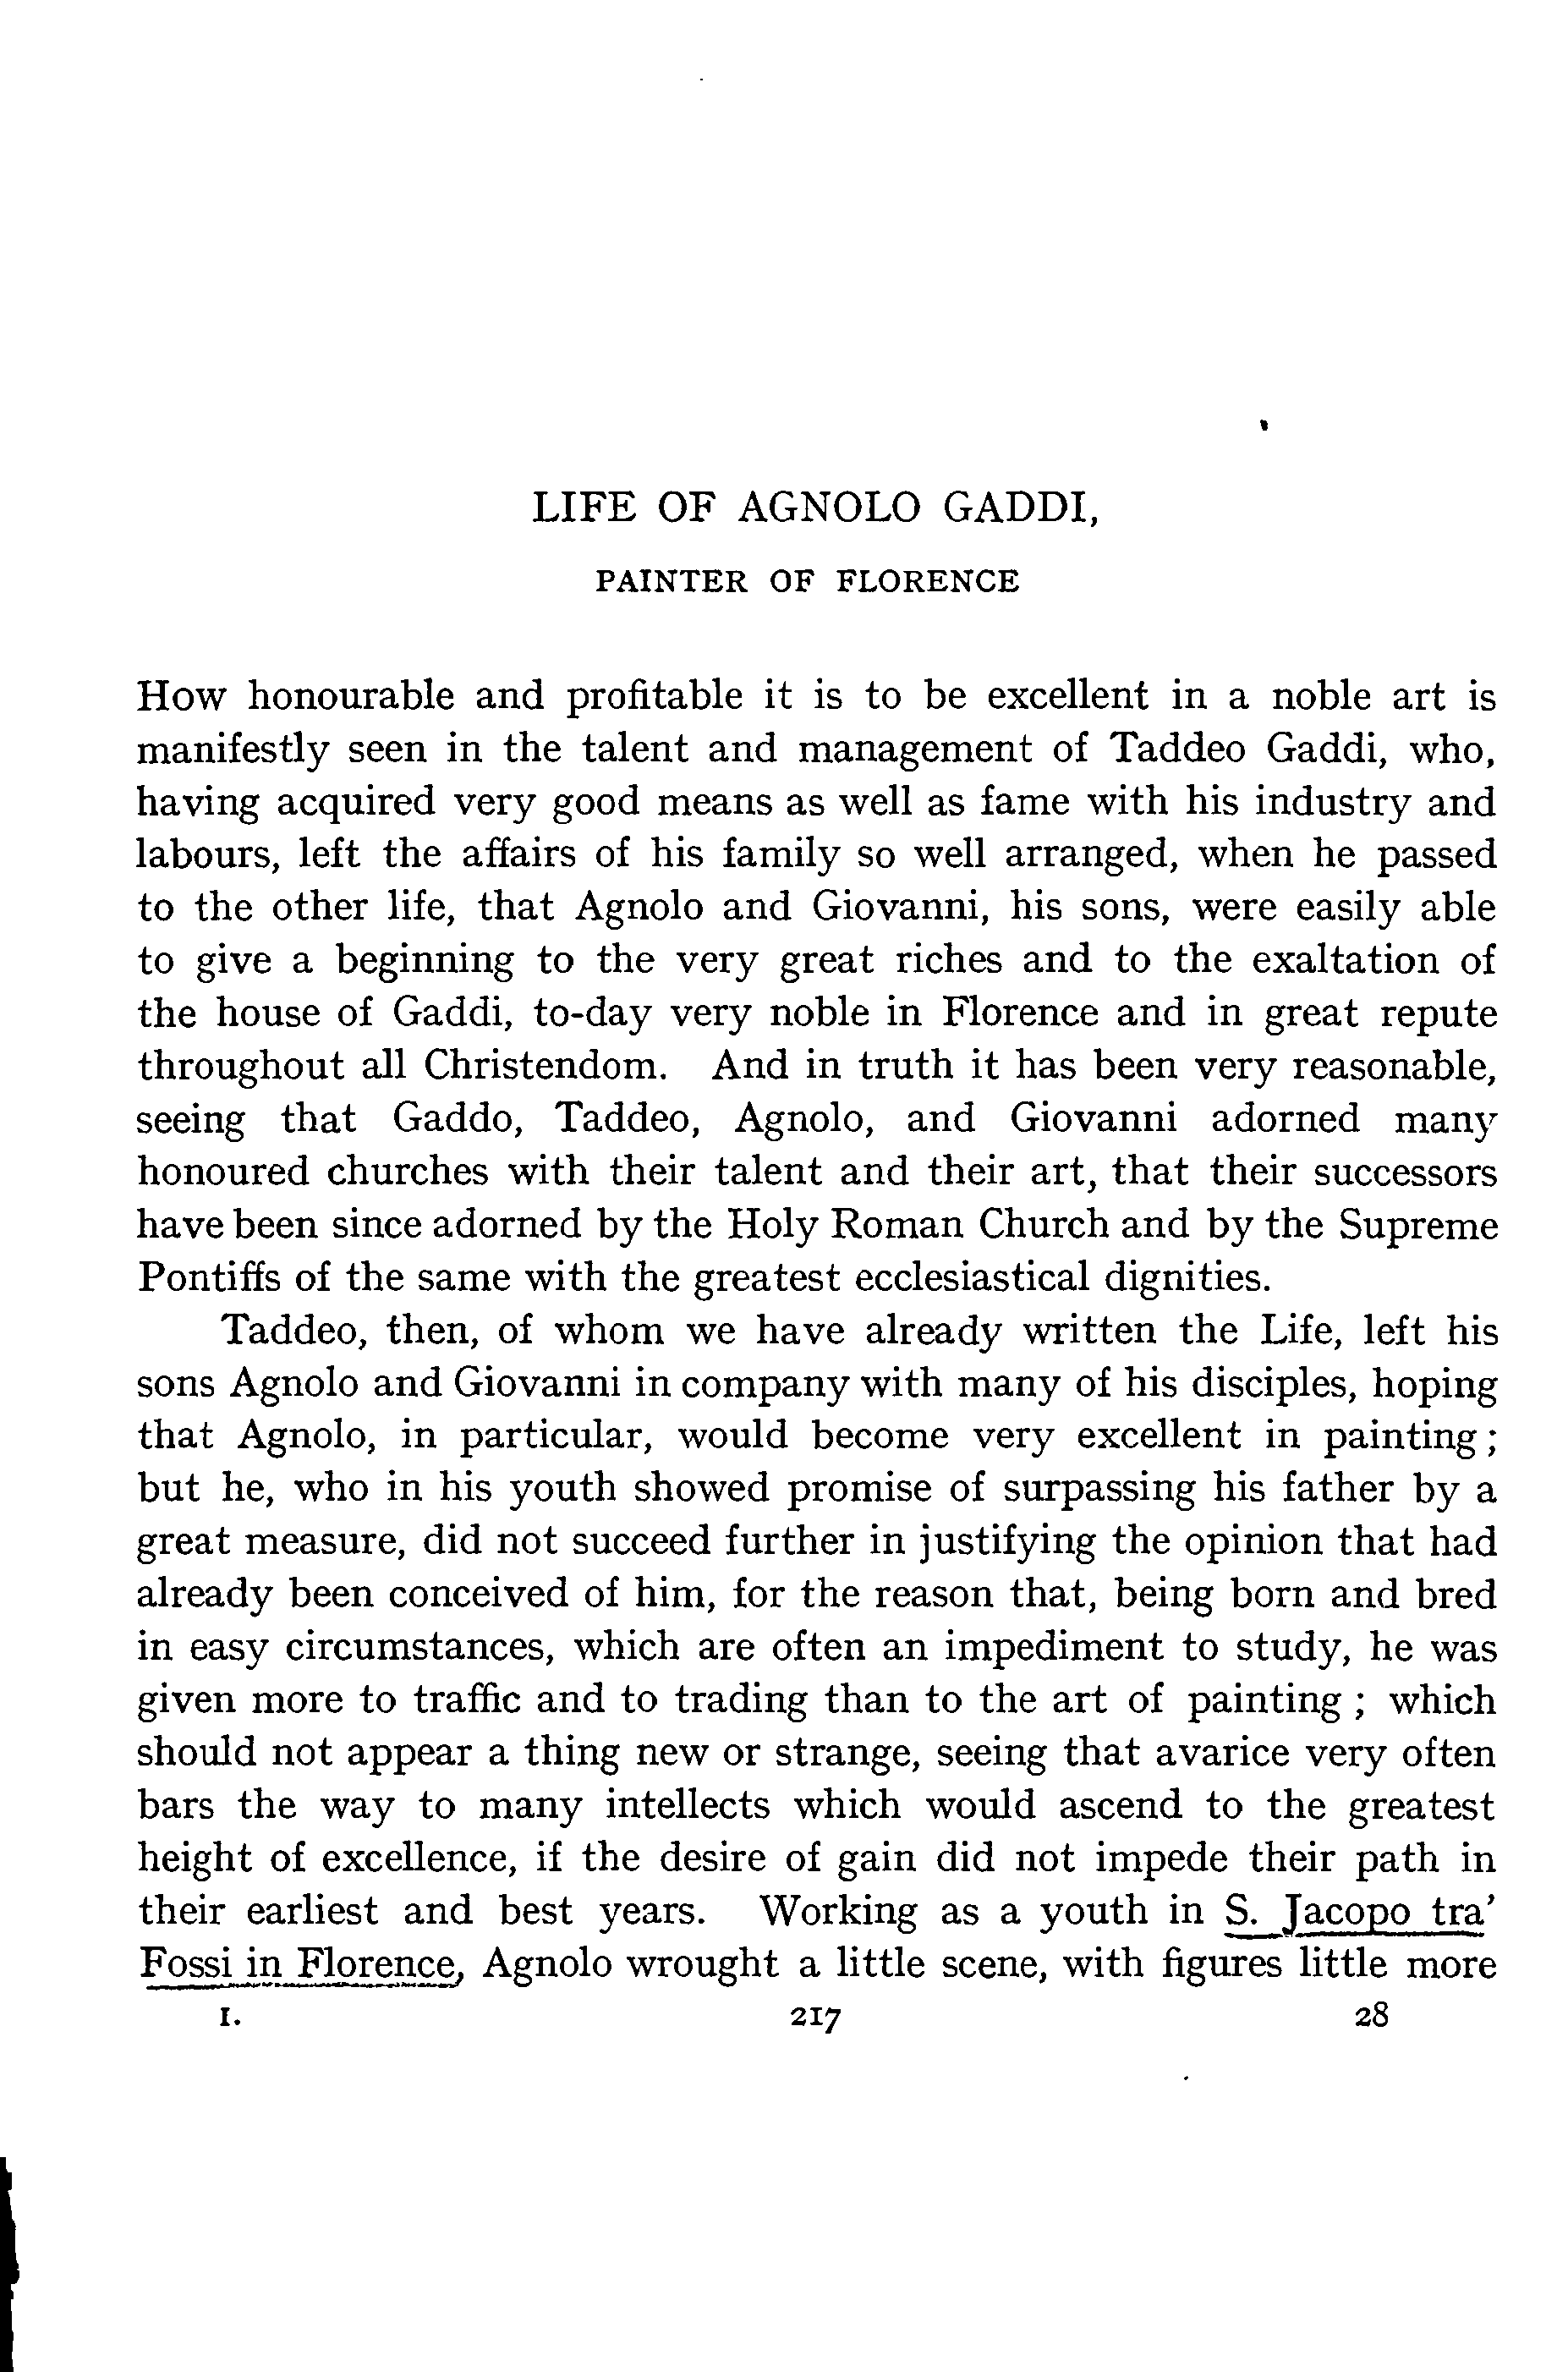 LIFE OF AGNOLO GADDI,
PAINTER OF FLORENCE
How honourable and profitable it is to be excellent in a noble art is
manifestly seen in the talent and management of Taddeo Gaddi, who,
having acquired very good means as well as fame with his industry and
labours, left the affairs of his family so well arranged, when he passed
to the other life, that Agnolo and Giovanni, his sons, were easily able
to give a beginning to the very great riches and to the exaltation of
the house of Gaddi, to-day very noble in Florence and in great repute
throughout all Christendom. And in truth it has been very reasonable,
seeing that Gaddo, Taddeo, Agnolo, and Giovanni adorned many
honoured churches with their talent and their art, that their successors
have been since adorned by the Holy Roman Church and by the Supreme
Pontiffs of the same with the greatest ecclesiastical dignities.
Taddeo, then, of whom we have already written the Life, left his
sons Agnolo and Giovanni in company with many of his disciples, hoping
that Agnolo, in particular, would become very excellent in painting;
but he, who in his youth showed promise of surpassing his father by a
great measure, did not succeed further in justifying the opinion that had
already been conceived of him, for the reason that, being born and bred
in easy circumstances, which are often an impediment to study, he was
given more to traffic and to trading than to the art of painting; which
should not appear a thing new or strange, seeing that avarice very often
bars the way to many intellects which would ascend to the greatest
height of excellence, if the desire of gain did not impede their path in
their earliest and best years. Working as a youth in S. Jacopo tra'
Fossi in Florence, Agnolo wrought a little scene, with figures little more
I. 217 28